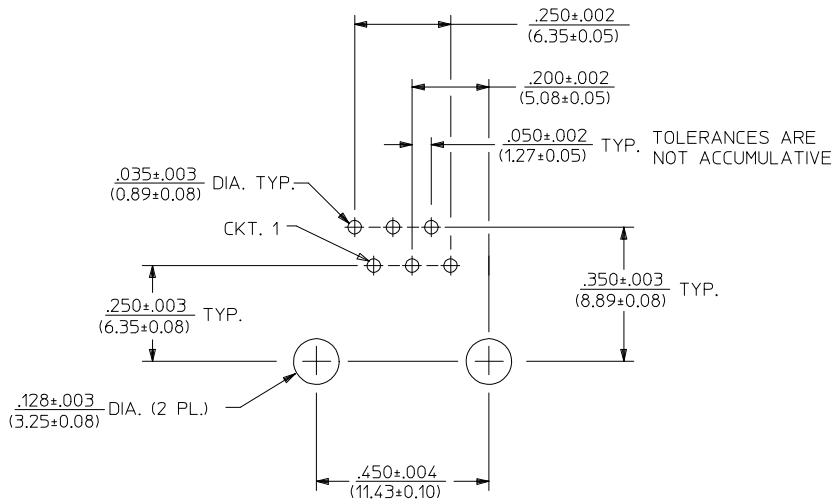 .250±.002
(6.35±0.05)
.200±.002
(5.08±0.05)
.050±.002
(1.27±0.05)
TYP. TOLERANCES ARE
NOT ACCUMULATIVE
.035±.003
(0.89±0.08)
DIA. TYP.
CKT. 1
.250±.003
(6.35±0.08)
TYP.
.350±.003
(8.89±0.08)
TYP.
.128±.003
(3.25±0.08)
DIA. (2 PL.)
.450±.004
(11.43±0.10)